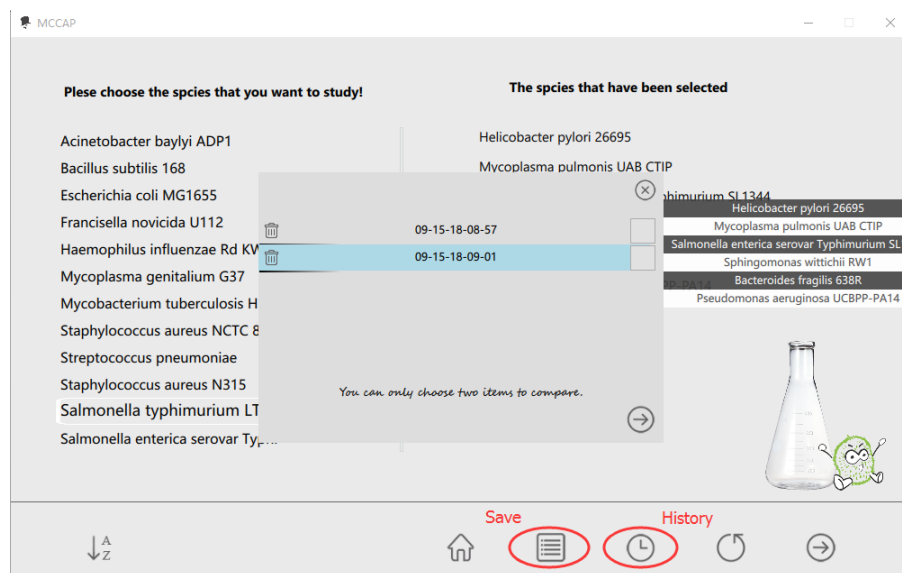 MCCAP
Plese choose the spcies that you want to study!
The spcies that have been selected
Acinetobacter baylyi ADP1
Bacillus subtilis 168
Escherichia coli MG1655
Francisella novicida U112
Haemophilus influenzae Rd
Mycoplasma genitalium G37
Mycobacterium tuberculosis
Staphylococcus aureus NCTC
Streptococcus pneumoniae
Staphylococcus aureus N315
Salmonella typhimurium LT
Salmonella enterica serovar
Helicobacter pylori 26695
Mycoplasma pulmonis UAB CTIP
SL1344
09-15-18-08-57
09-15-18-09-01
You can only choose two items to compare.
Helicobacter pylori 26695
Mycoplasma pulmonis UAB CTIP
Salmonella enterica serovar Typhimurium SL
Sphingomonas wittichii RW1
Bacteroides fragilis 638R
Pseudomonas aeruginosa UCBPP-PA14
Save
History
A
Z